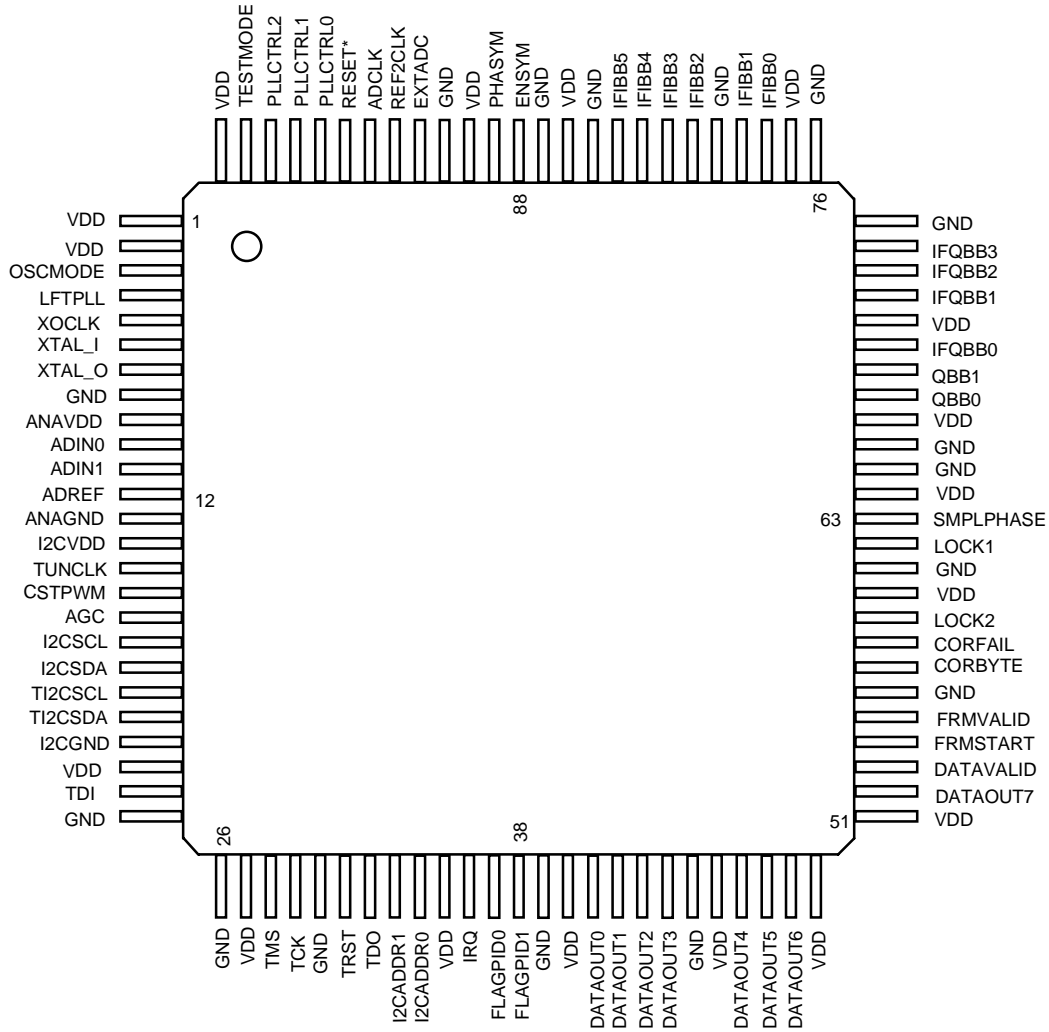 VDD
TESTMODE
PLLCTRL2
PLLCTRL1
PLLCTRL0
RESET*
ADCLK
REF2CLK
EXTADC
GND
VDD
PHASYM
ENSYM
GND
VDD
GND
IFIBB5
IFIBB4
IFIBB3
IFIBB2
GND
IFIBB1
IFIBB0
VDD
GND
88
76
1
12
VDD
VDD
OSCMODE
LFTPLL
XOCLK
XTAL_I
XTAL_O
GND
ANAVDD
ADIN0
ADIN1
ADREF
ANAGND
I2CVDD
TUNCLK
CSTPWM
AGC
I2CSCL
I2CSDA
TI2CSCL
TI2CSDA
I2CGND
VDD
TDI
GND
GND
IFQBB3
IFQBB2
IFQBB1
VDD
IFQBB0
QBB1
QBB0
VDD
GND
GND
VDD
SMPLPHASE
LOCK1
GND
VDD
LOCK2
CORFAIL
CORBYTE
GND
FRMVALID
FRMSTART
DATAVALID
DATAOUT7
VDD
63
51
26
38
GND
VDD
TMS
TCK
GND
TRST
TDO
I2CADDR1
I2CADDR0
VDD
IRQ
FLAGPID0
FLAGPID1
GND
VDD
DATAOUT0
DATAOUT1
DATAOUT2
DATAOUT3
GND
VDD
DATAOUT4
DATAOUT5
DATAOUT6
VDD